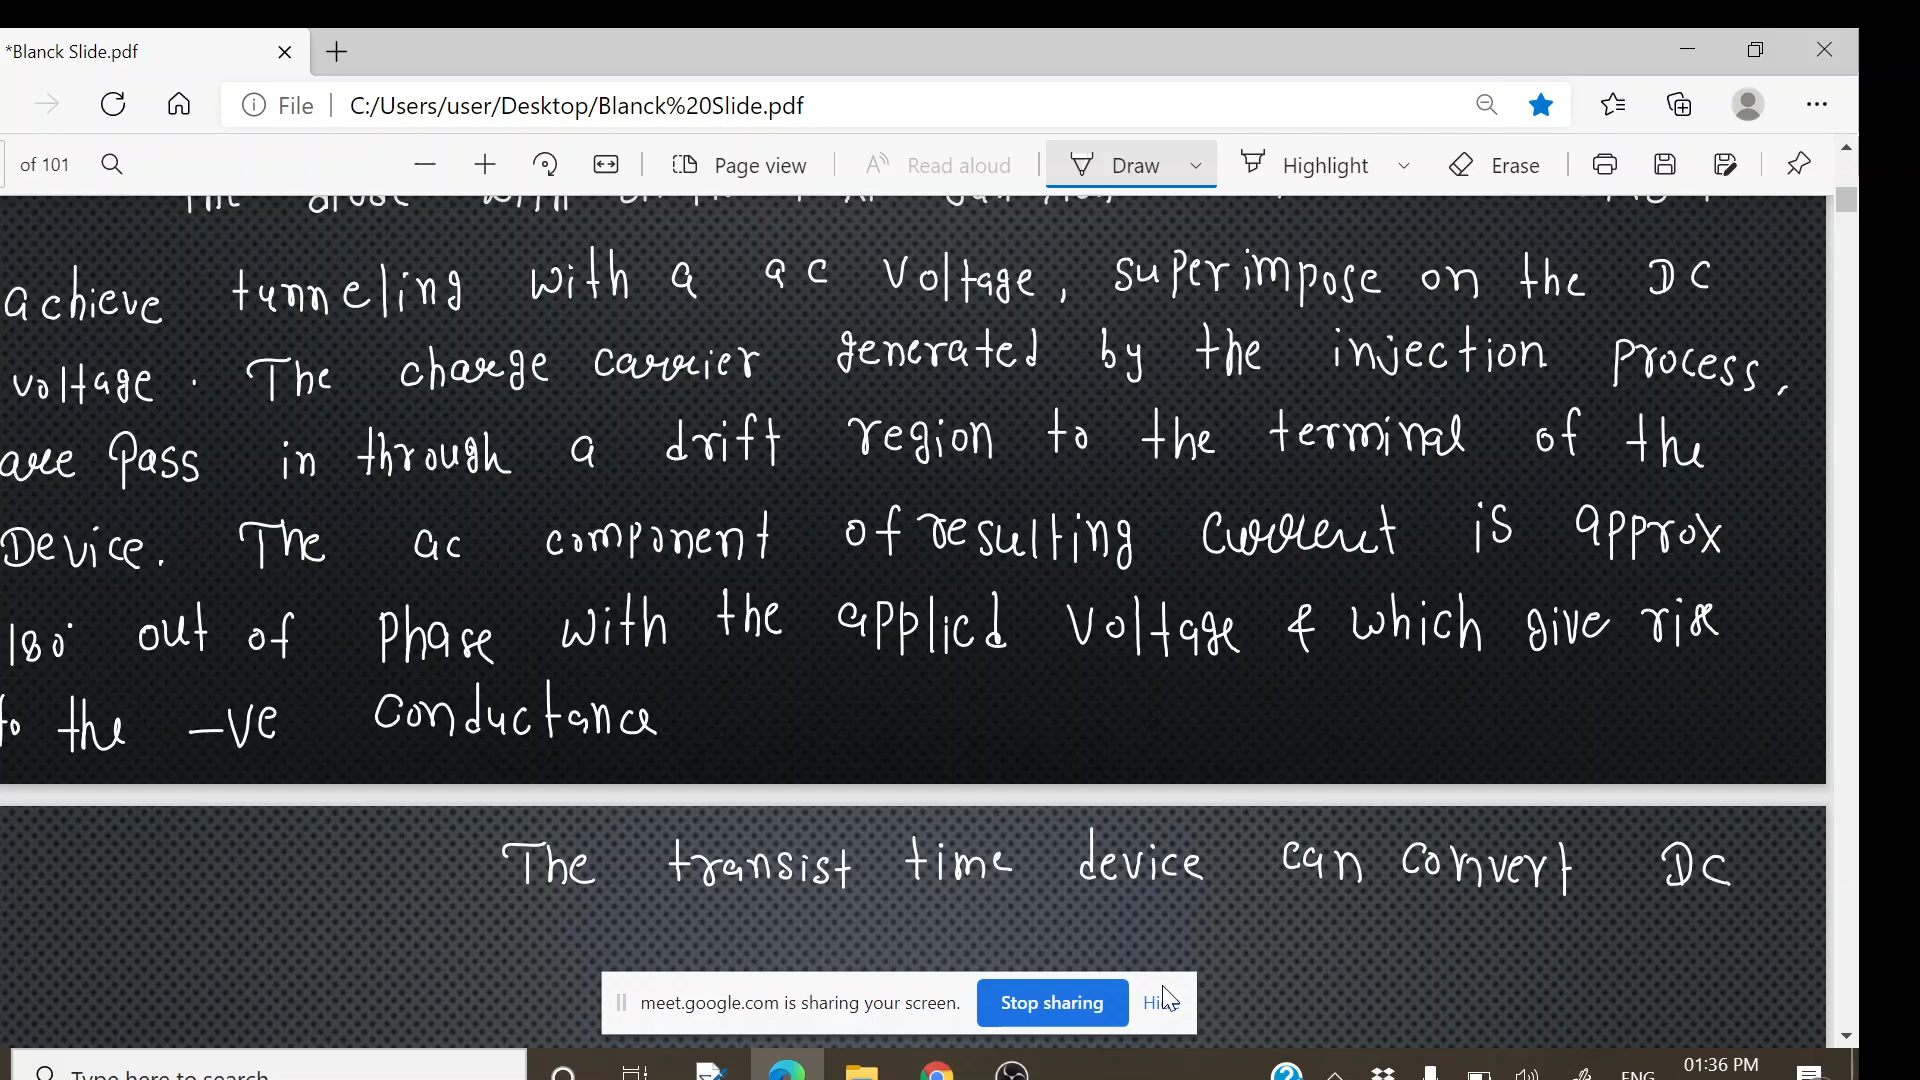 *Blanck Slide.pdf
File C:/Users/user/Desktop/Blanck%20Slide.pdf
of 101 Page view Read aloud Draw Highlight Erase
achieve tunneling with a ac voltage, superimpose on the DC
voltage. The charge carrier generated by the injection process,
are pass in through a drift region to the terminal of the
Device. The ac component of resulting current is approx
180° out of phase with the applied voltage & which give rise
to the -ve conductance
The transist time device can convert DC
meet.google.com is sharing your screen. Stop sharing Hide
Type here to search
ENG 01:36 PM